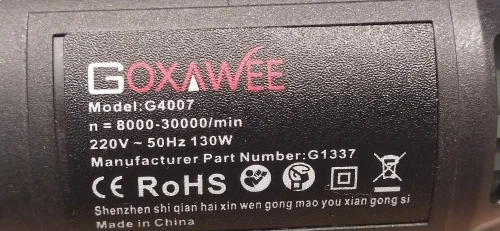 GOXAWEE
Model:G4007
n = 8000-30000/min
220V ~ 50Hz 130W
Manufacturer Part Number:G1337
CE RoHS
Shenzhen shi qian hai xin wen gong mao you xian gong si
Made in China